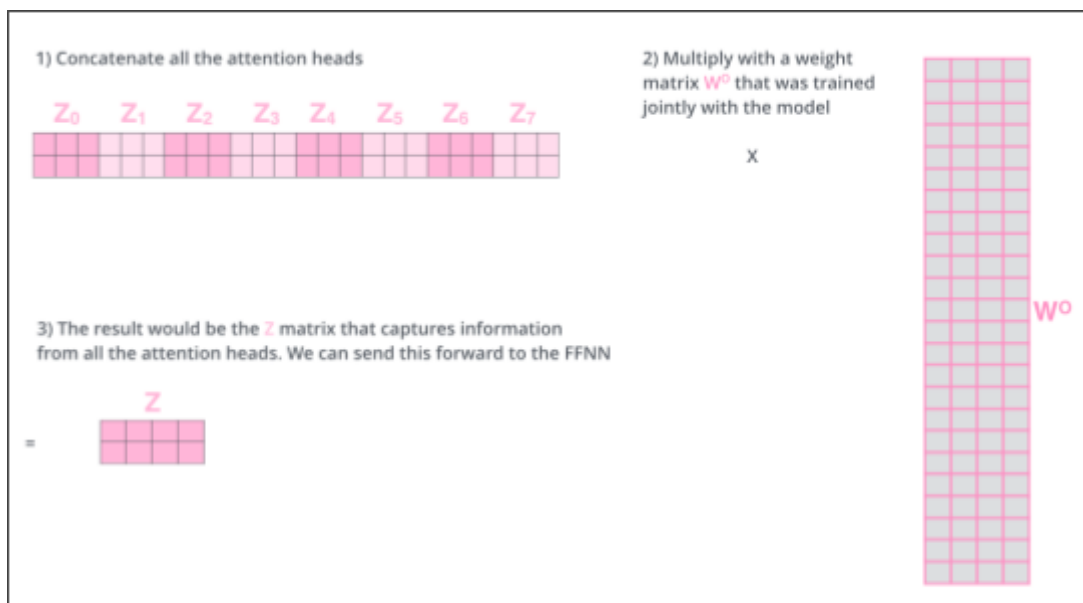 1) Concatenate all the attention heads
Z₀ Z₁ Z₂ Z₃ Z₄ Z₅ Z₆ Z₇
2) Multiply with a weight
matrix Wᴼ that was trained
jointly with the model
X
Wᴼ
3) The result would be the Z matrix that captures information
from all the attention heads. We can send this forward to the FFNN
Z
=